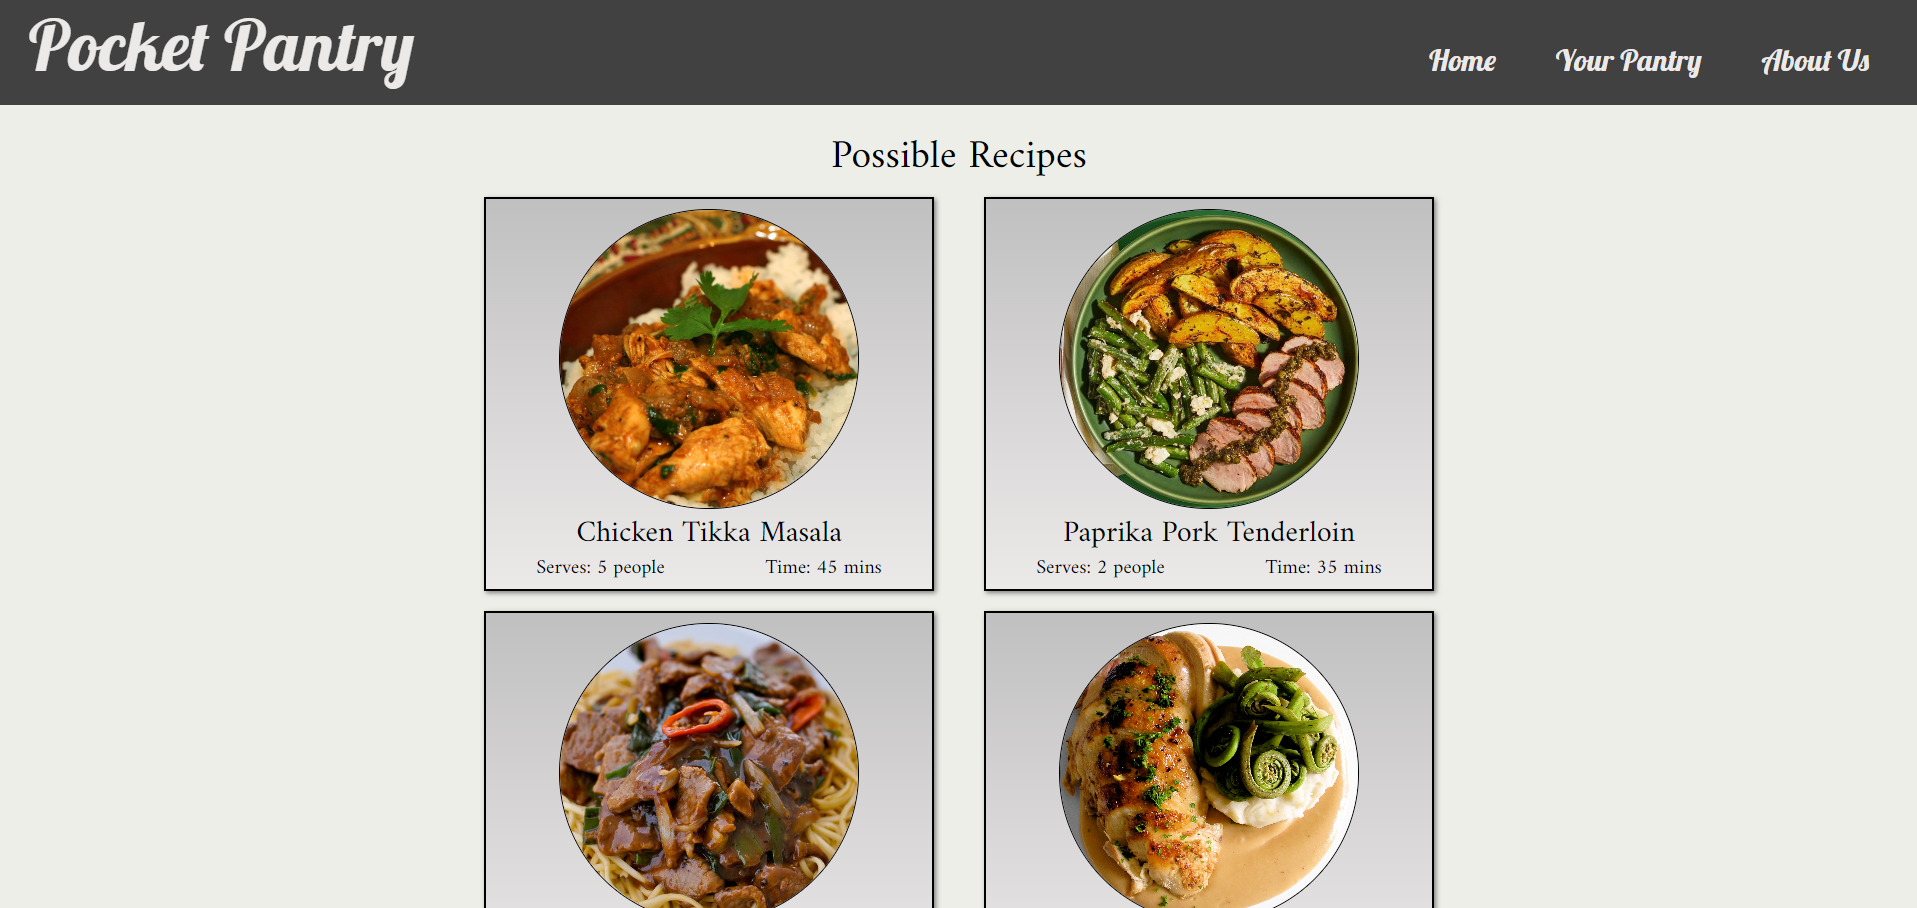 Pocket Pantry
Home Your Pantry About Us
Possible Recipes
Chicken Tikka Masala
Serves: 5 people Time: 45 mins
Paprika Pork Tenderloin
Serves: 2 people Time: 35 mins